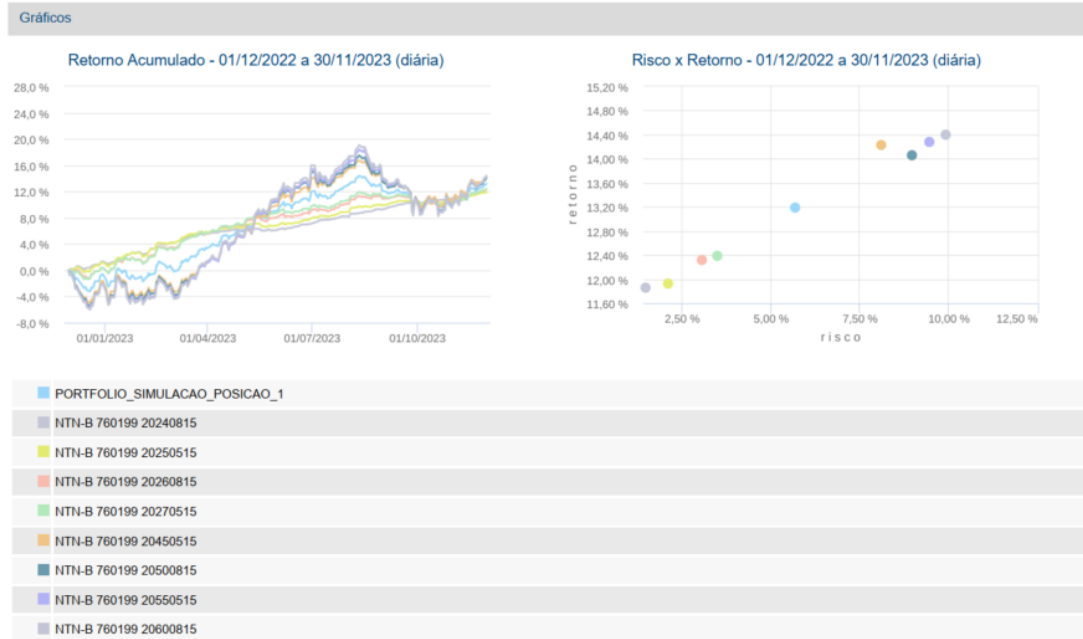 Gráficos
Retorno Acumulado - 01/12/2022 a 30/11/2023 (diária)
28,0 %
24,0 %
20,0 %
16,0 %
12,0 %
8,0 %
4,0 %
0,0 %
-4,0 %
-8,0 %
01/01/2023 01/04/2023 01/07/2023 01/10/2023
Risco x Retorno - 01/12/2022 a 30/11/2023 (diária)
retorno
15,20 %
14,80 %
14,40 %
14,00 %
13,60 %
13,20 %
12,80 %
12,40 %
12,00 %
11,60 %
2,50 % 5,00 % 7,50 % 10,00 % 12,50 %
risco
PORTFOLIO_SIMULACAO_POSICAO_1
NTN-B 760199 20240815
NTN-B 760199 20250515
NTN-B 760199 20260815
NTN-B 760199 20270515
NTN-B 760199 20450515
NTN-B 760199 20500815
NTN-B 760199 20550515
NTN-B 760199 20600815